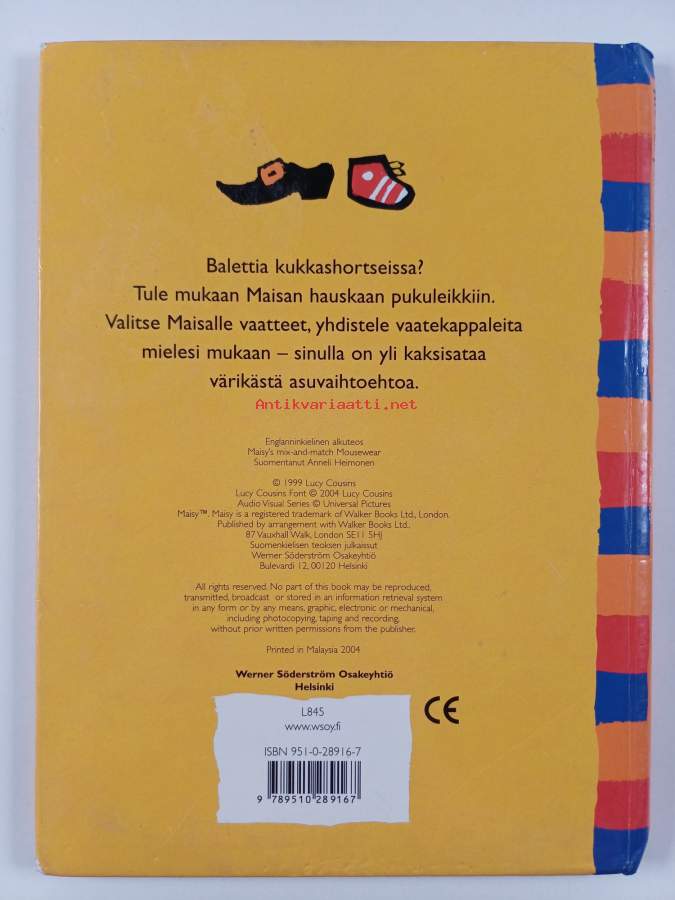 Balettia kukkashortseissa?
Tule mukaan Maisan hauskaan pukuleikkiin.
Valitse Maisalle vaatteet, yhdistele vaatekappaleita
mielesi mukaan – sinulla on yli kaksisataa
värikästä asuvaihtoehtoa.
Antikvariaatti.net
Englanninkielinen alkuteos
Maisy's mix-and-match Mousewear
Suomentanut Anneli Heimonen
© 1999 Lucy Cousins
Lucy Cousins Font © 2004 Lucy Cousins
Audio Visual Series © Universal Pictures
Maisy™. Maisy is a registered trademark of Walker Books Ltd., London.
Published by arrangement with Walker Books Ltd.
87 Vauxhall Walk, London SE11 5HJ
Suomenkielisen teoksen julkaissut
Werner Söderström Osakeyhtiö
Bulevardi 12, 00120 Helsinki
All rights reserved. No part of this book may be reproduced,
transmitted, broadcast or stored in an information retrieval system
in any form or by any means, graphic, electronic or mechanical,
including photocopying, taping and recording,
without prior written permissions from the publisher.
Printed in Malaysia 2004
Werner Söderström Osakeyhtiö
Helsinki
L845
www.wsoy.fi
CE
ISBN 951-0-28916-7
9 789510 289167